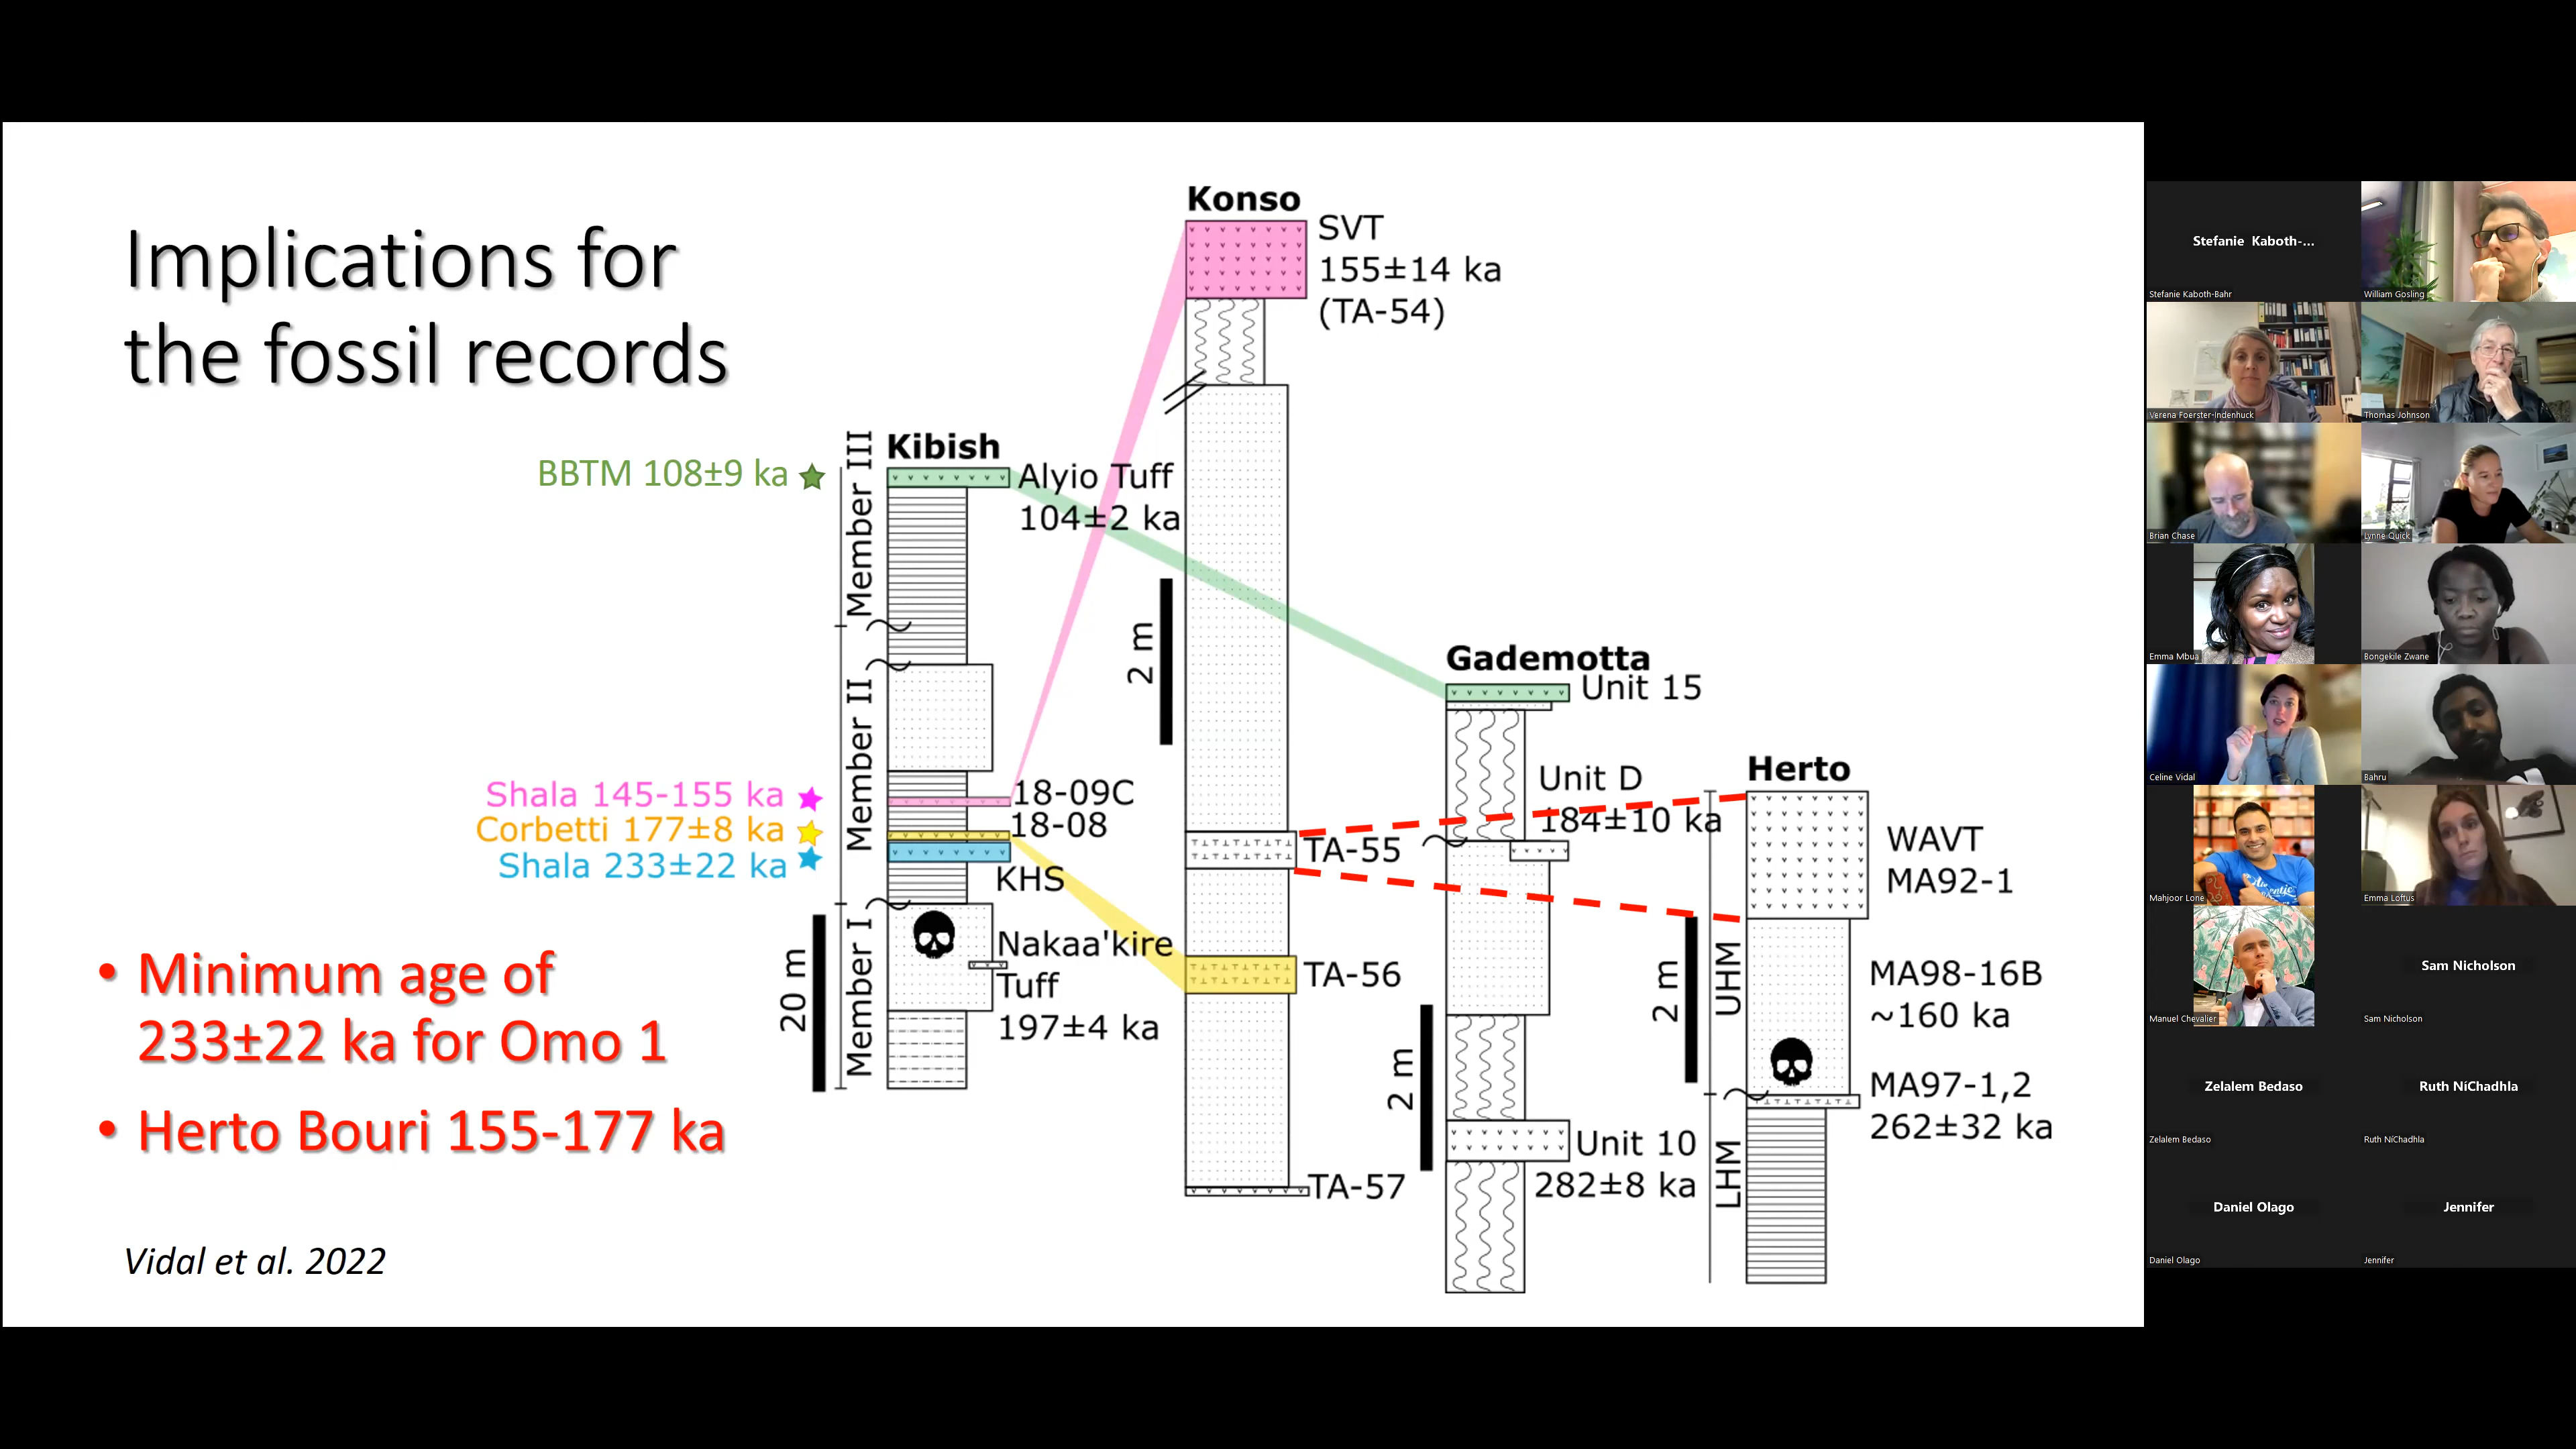 Implications for
the fossil records
BBTM 108±9 ka
Shala 145-155 ka
Corbetti 177±8 ka
Shala 233±22 ka
• Minimum age of
233±22 ka for Omo 1
• Herto Bouri 155-177 ka
Vidal et al. 2022
Kibish
Member III
Member II
Member I
20 m
Alyio Tuff
104±2 ka
18-09C
18-08
KHS
Nakaa'kire
Tuff
197±4 ka
Konso
SVT
155±14 ka
(TA-54)
2 m
TA-55
TA-56
TA-57
Gademotta
Unit 15
Unit D
184±10 ka
2 m
Unit 10
282±8 ka
Herto
WAVT
MA92-1
2 m
UHM
LHM
MA98-16B
~160 ka
MA97-1,2
262±32 ka
Stefanie Kaboth-...
Stefanie Kaboth-Bahr
William Gosling
Verena Foerster-Indenhuck
Thomas Johnson
Brian Chase
Lynne Quick
Emma Mbua
Bongekile Zwane
Celine Vidal
Bahru
Mahjoor Lone
Emma Loftus
Manuel Chevalier
Sam Nicholson
Sam Nicholson
Zelalem Bedaso
Zelalem Bedaso
Ruth NíChadhla
Ruth NíChadhla
Daniel Olago
Daniel Olago
Jennifer
Jennifer